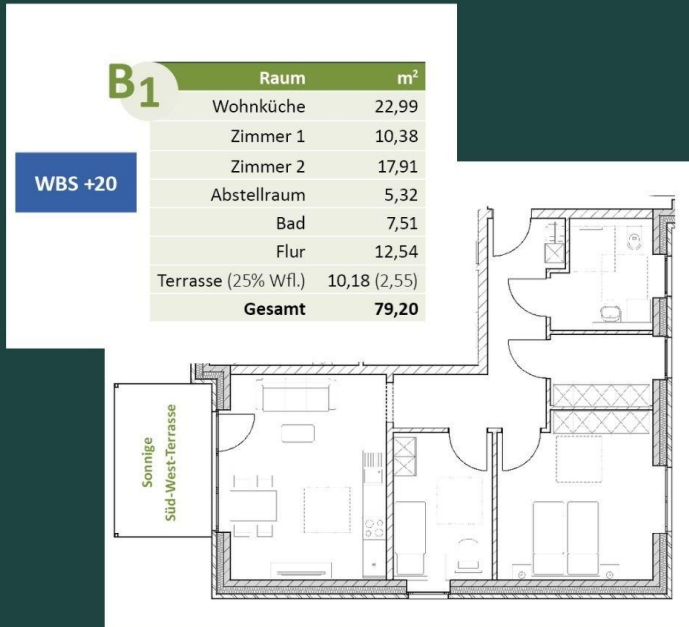 B1
Raum m²
Wohnküche 22,99
Zimmer 1 10,38
Zimmer 2 17,91
Abstellraum 5,32
Bad 7,51
Flur 12,54
Terrasse (25% Wfl.) 10,18 (2,55)
Gesamt 79,20
WBS +20
Sonnige
Süd-West-Terrasse